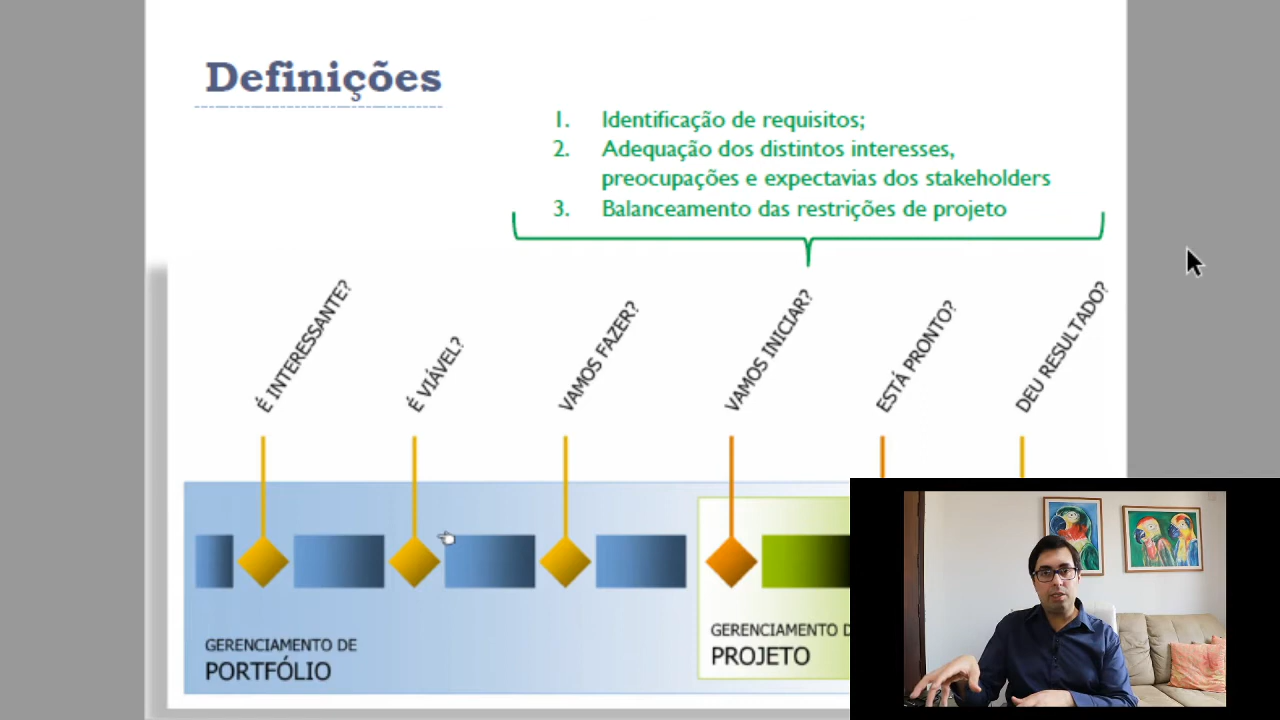 Definições
1. Identificação de requisitos;
2. Adequação dos distintos interesses,
preocupações e expectavias dos stakeholders
3. Balanceamento das restrições de projeto
É INTERESSANTE?
É VIÁVEL?
VAMOS FAZER?
VAMOS INICIAR?
ESTÁ PRONTO?
DEU RESULTADO?
GERENCIAMENTO DE
PORTFÓLIO
GERENCIAMENTO
PROJETO